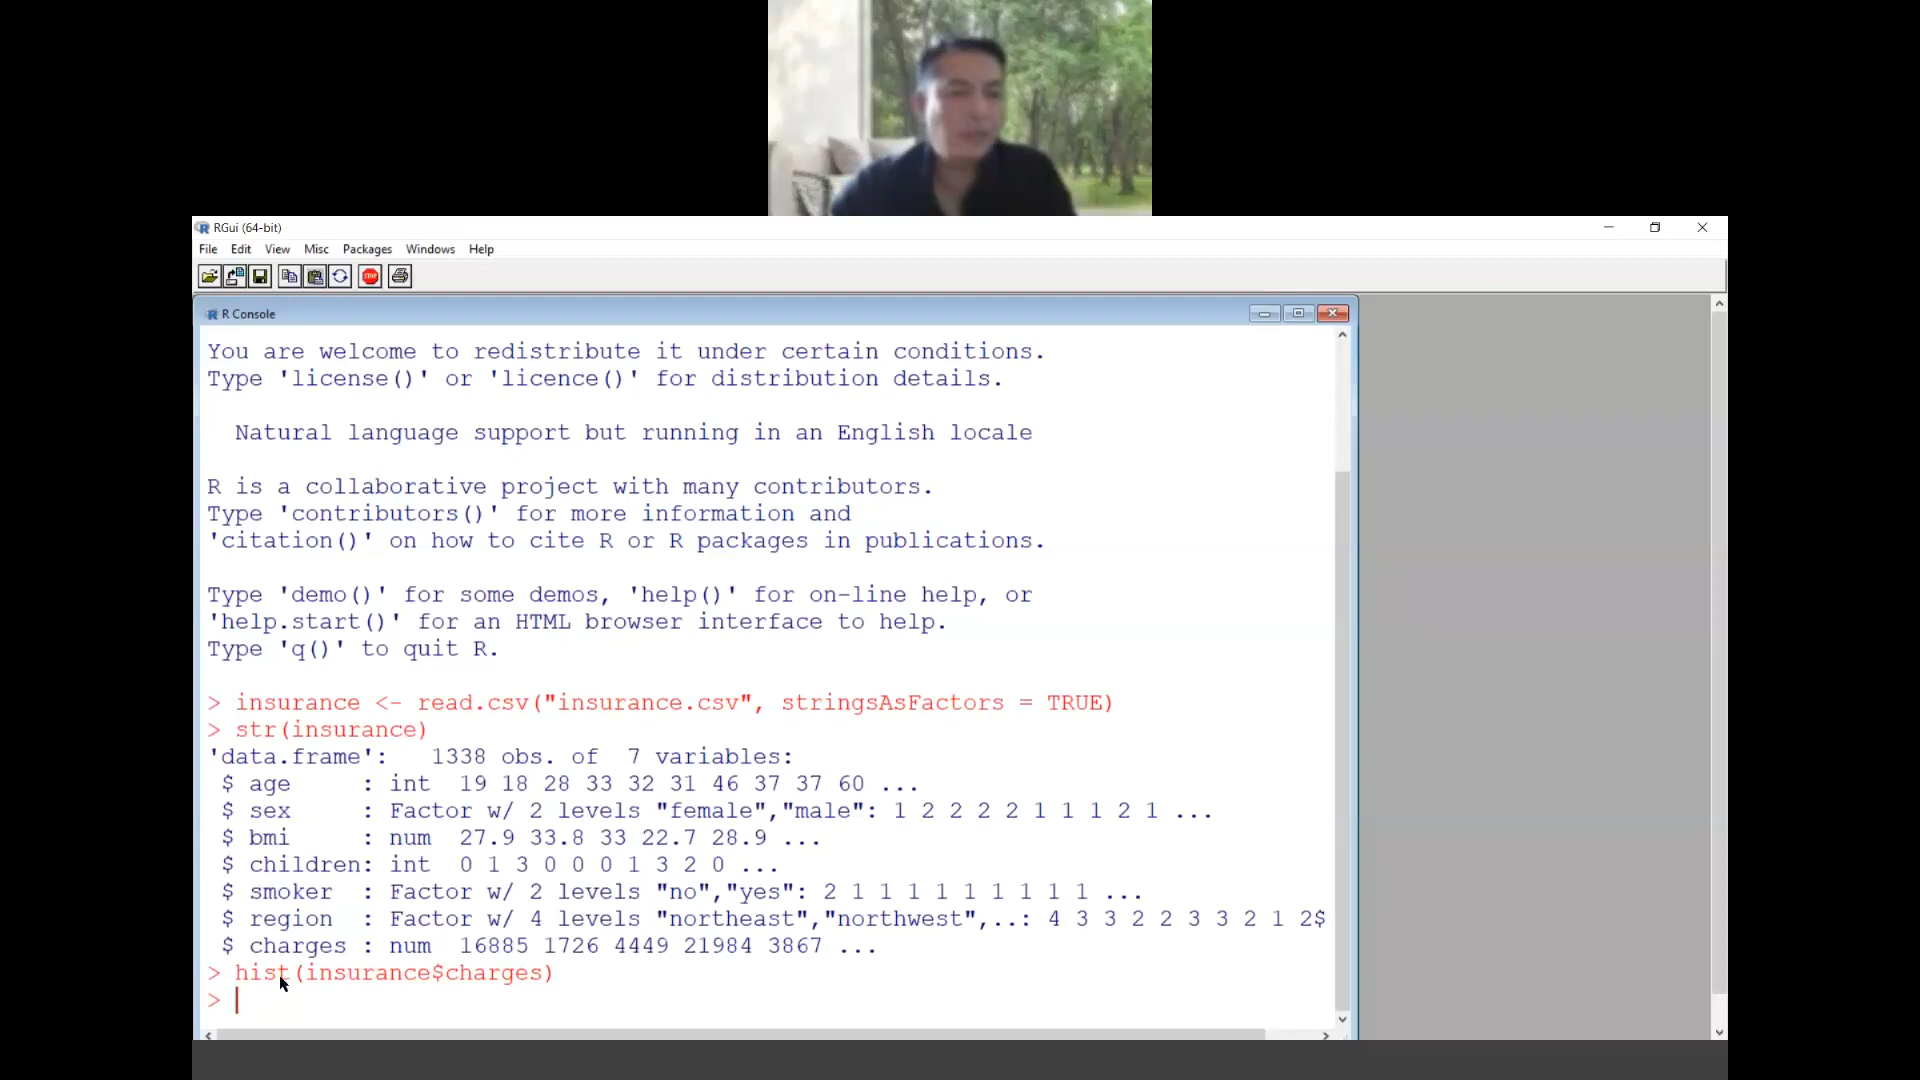 RGui (64-bit)
File Edit View Misc Packages Windows Help
STOP
R Console
You are welcome to redistribute it under certain conditions.
Type 'license()' or 'licence()' for distribution details.
Natural language support but running in an English locale
R is a collaborative project with many contributors.
Type 'contributors()' for more information and
'citation()' on how to cite R or R packages in publications.
Type 'demo()' for some demos, 'help()' for on-line help, or
'help.start()' for an HTML browser interface to help.
Type 'q()' to quit R.
> insurance <- read.csv("insurance.csv", stringsAsFactors = TRUE)
> str(insurance)
'data.frame':   1338 obs. of  7 variables:
 $ age     : int  19 18 28 33 32 31 46 37 37 60 ...
 $ sex     : Factor w/ 2 levels "female","male": 1 2 2 2 2 1 1 1 2 1 ...
 $ bmi     : num  27.9 33.8 33 22.7 28.9 ...
 $ children: int  0 1 3 0 0 0 1 3 2 0 ...
 $ smoker  : Factor w/ 2 levels "no","yes": 2 1 1 1 1 1 1 1 1 1 ...
 $ region  : Factor w/ 4 levels "northeast","northwest",..: 4 3 3 2 2 3 3 2 1 2$
 $ charges : num  16885 1726 4449 21984 3867 ...
> hist(insurance$charges)
>